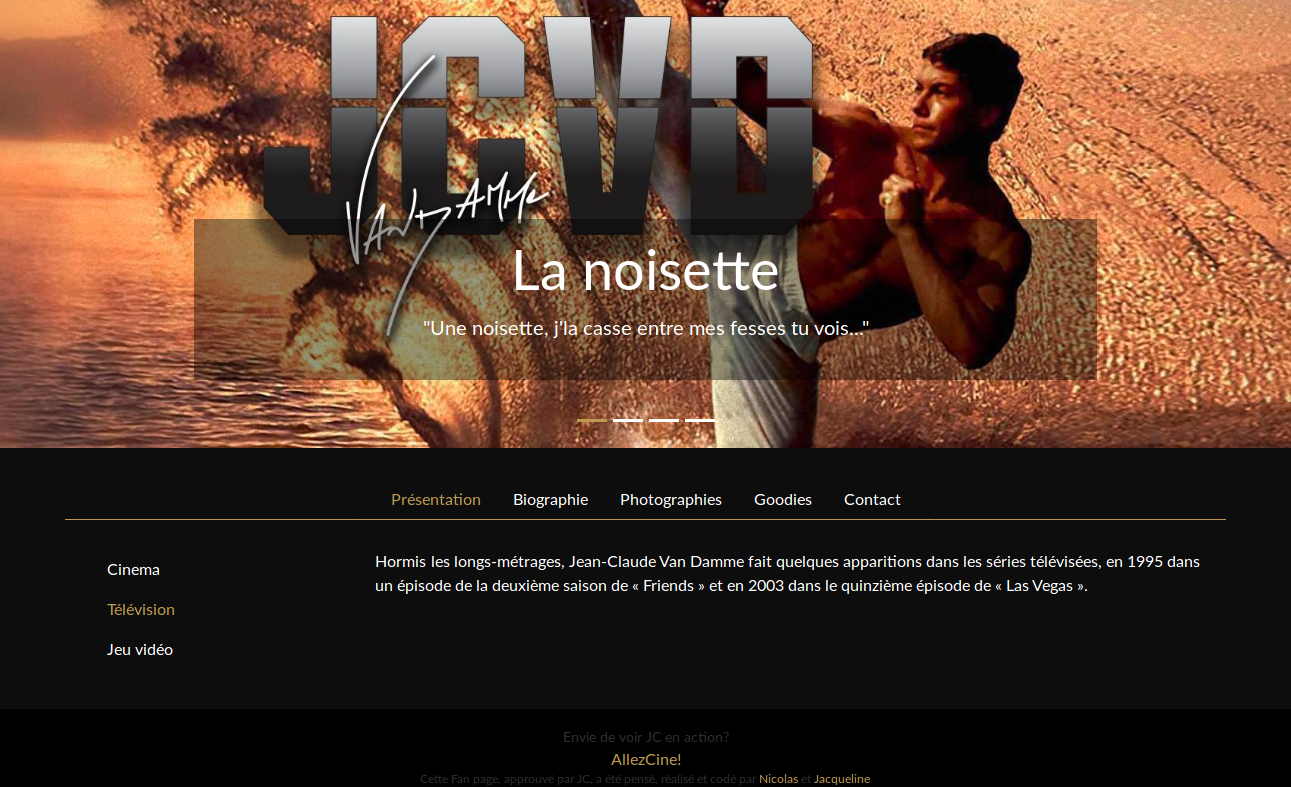 JCVD
VAN DAMME
La noisette
"Une noisette, j'la casse entre mes fesses tu vois..."
Présentation Biographie Photographies Goodies Contact
Cinema
Télévision
Jeu vidéo
Hormis les longs-métrages, Jean-Claude Van Damme fait quelques apparitions dans les séries télévisées, en 1995 dans
un épisode de la deuxième saison de « Friends » et en 2003 dans le quinzième épisode de « Las Vegas ».
Envie de voir JC en action?
AllezCine!
Cette Fan page, approuvé par JC, a été pensé, réalisé et codé par Nicolas et Jacqueline